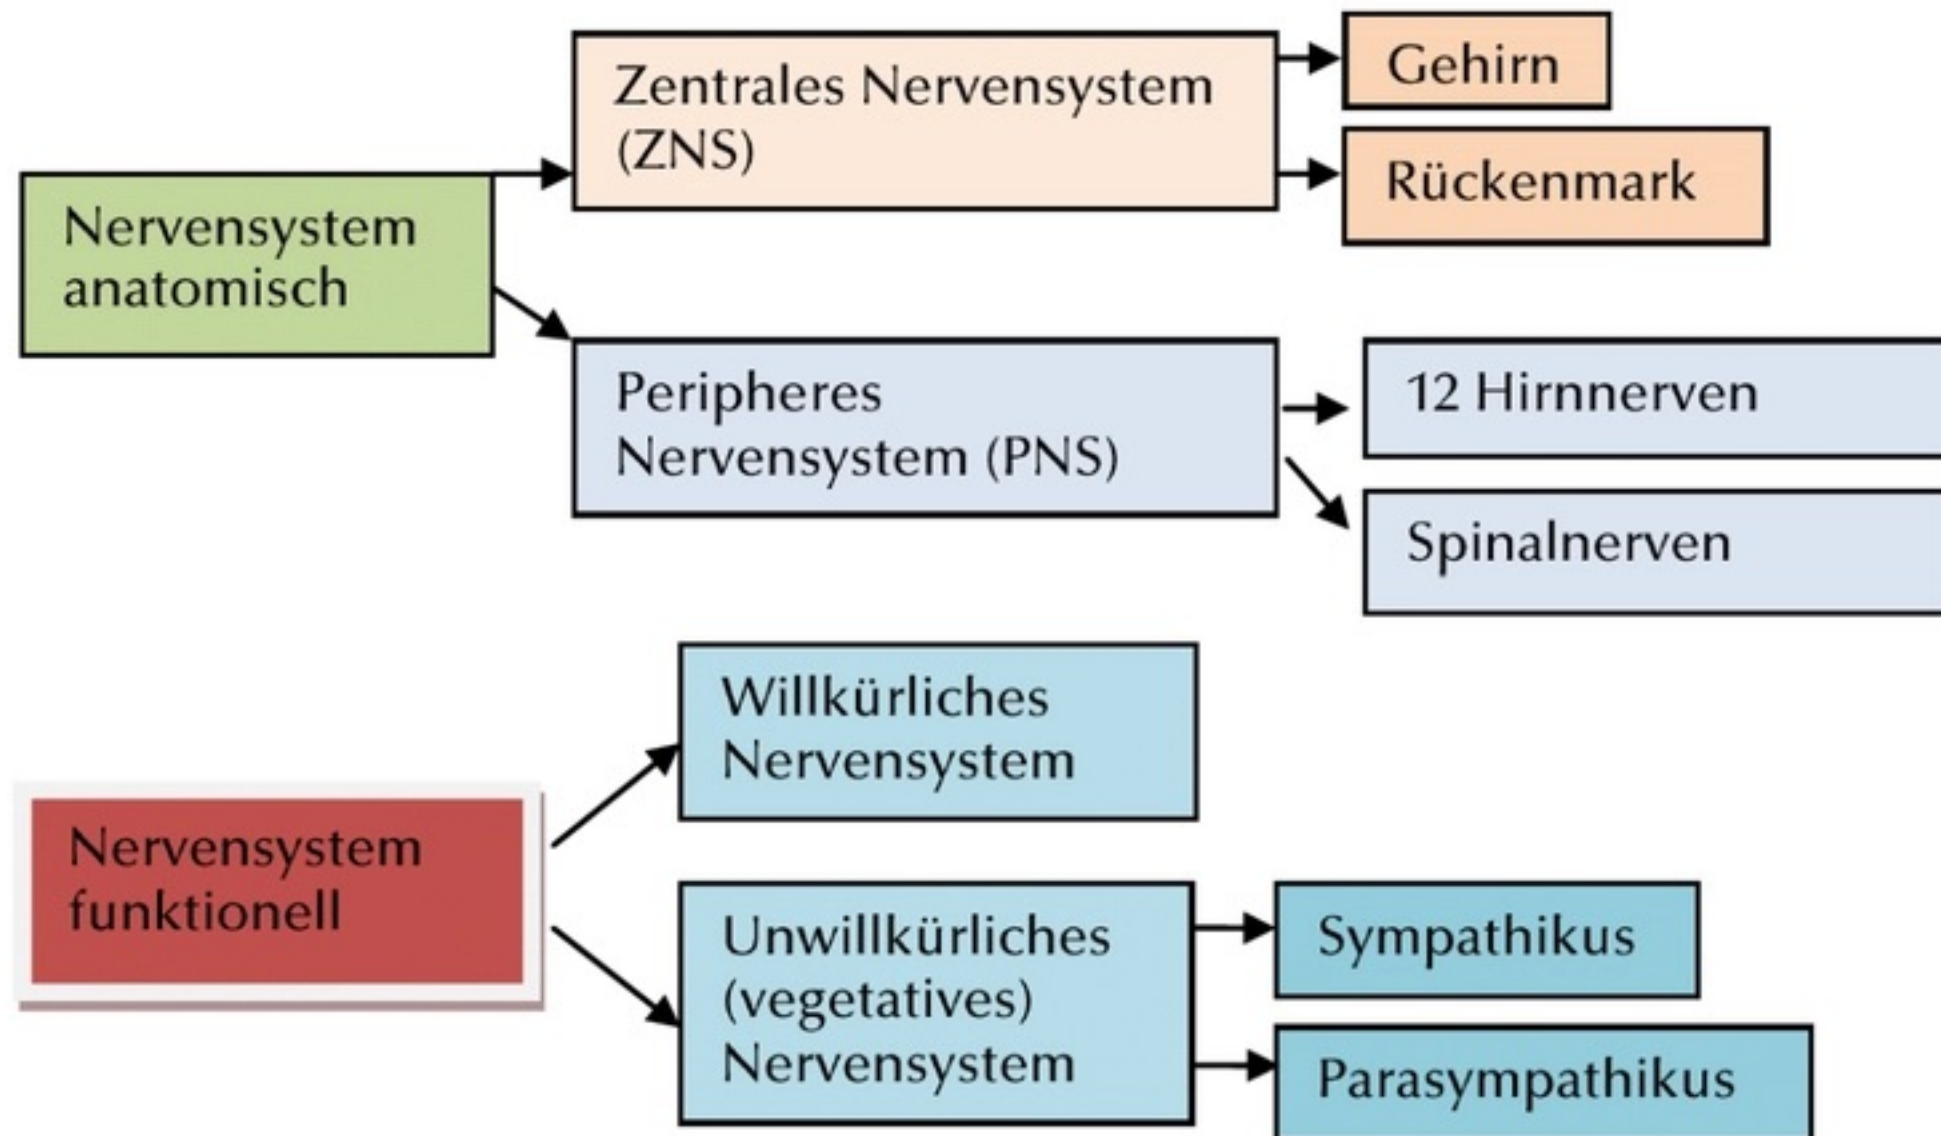 Zentrales Nervensystem
(ZNS)
Gehirn
Rückenmark
Nervensystem
anatomisch
Peripheres
Nervensystem (PNS)
12 Hirnnerven
Spinalnerven
Willkürliches
Nervensystem
Nervensystem
funktionell
Unwillkürliches
(vegetatives)
Nervensystem
Sympathikus
Parasympathikus